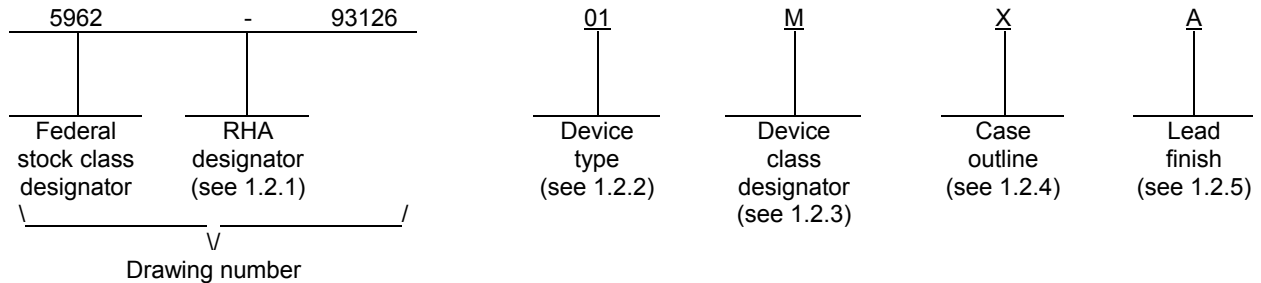 5962 - 93126 01 M X A
Federal stock class designator
RHA designator (see 1.2.1)
Device type (see 1.2.2)
Device class designator (see 1.2.3)
Case outline (see 1.2.4)
Lead finish (see 1.2.5)
\ /
\/
Drawing number